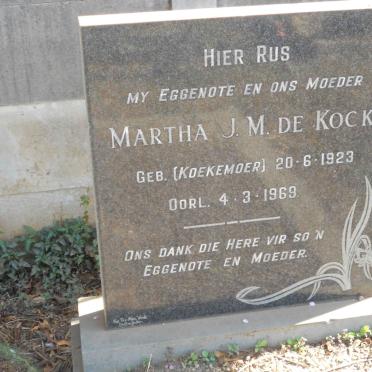 HIER RUS
MY EGGENOTE EN ONS MOEDER
MARTHA J. M. DE KOCK
GEB. (KOEKEMOER) 20-6-1923
OORL. 4-3-1969
ONS DANK DIE HERE VIR SO'N
EGGENOTE EN MOEDER.